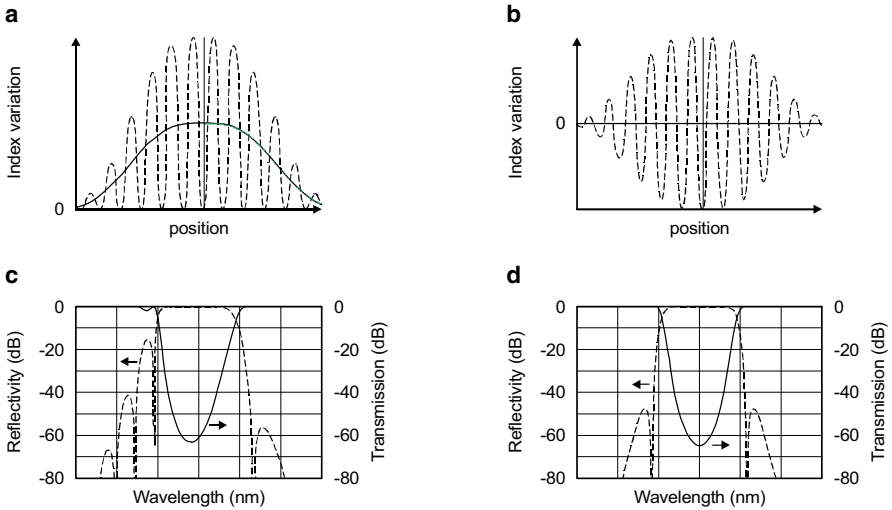 a
Index variation
0
position
b
Index variation
0
position
c
Reflectivity (dB)
0
-20
-40
-60
-80
0
-20
-40
-60
-80
Transmission (dB)
Wavelength (nm)
d
Reflectivity (dB)
0
-20
-40
-60
-80
0
-20
-40
-60
-80
Transmission (dB)
Wavelength (nm)